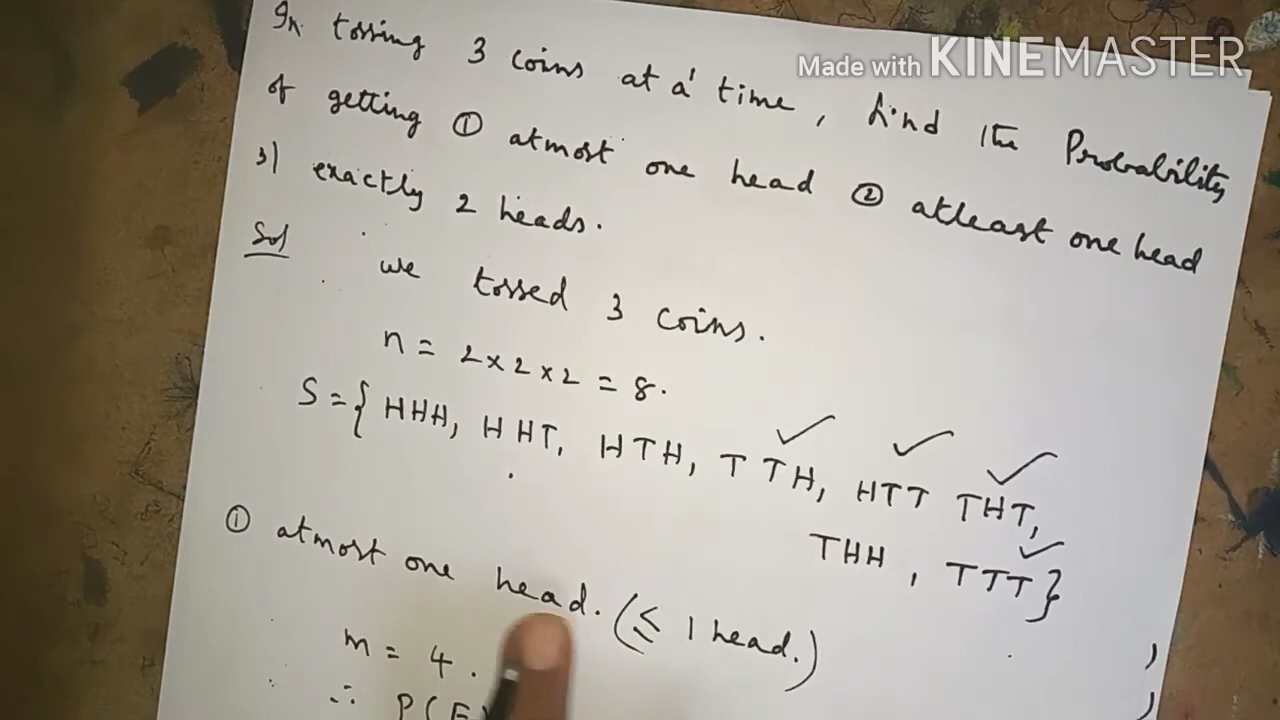 Made with KINEMASTER
In tossing 3 coins at a time, find the Probability
of getting ① atmost one head ② atleast one head
3) exactly 2 heads.
Sol
we tossed 3 coins.
n = 2×2×2 = 8.
S = { HHH, HHT, HTH, TTH, HTT THT,
THH, TTT }
① atmost one head. (≤ 1 head.)
m = 4.
∴ P(E)